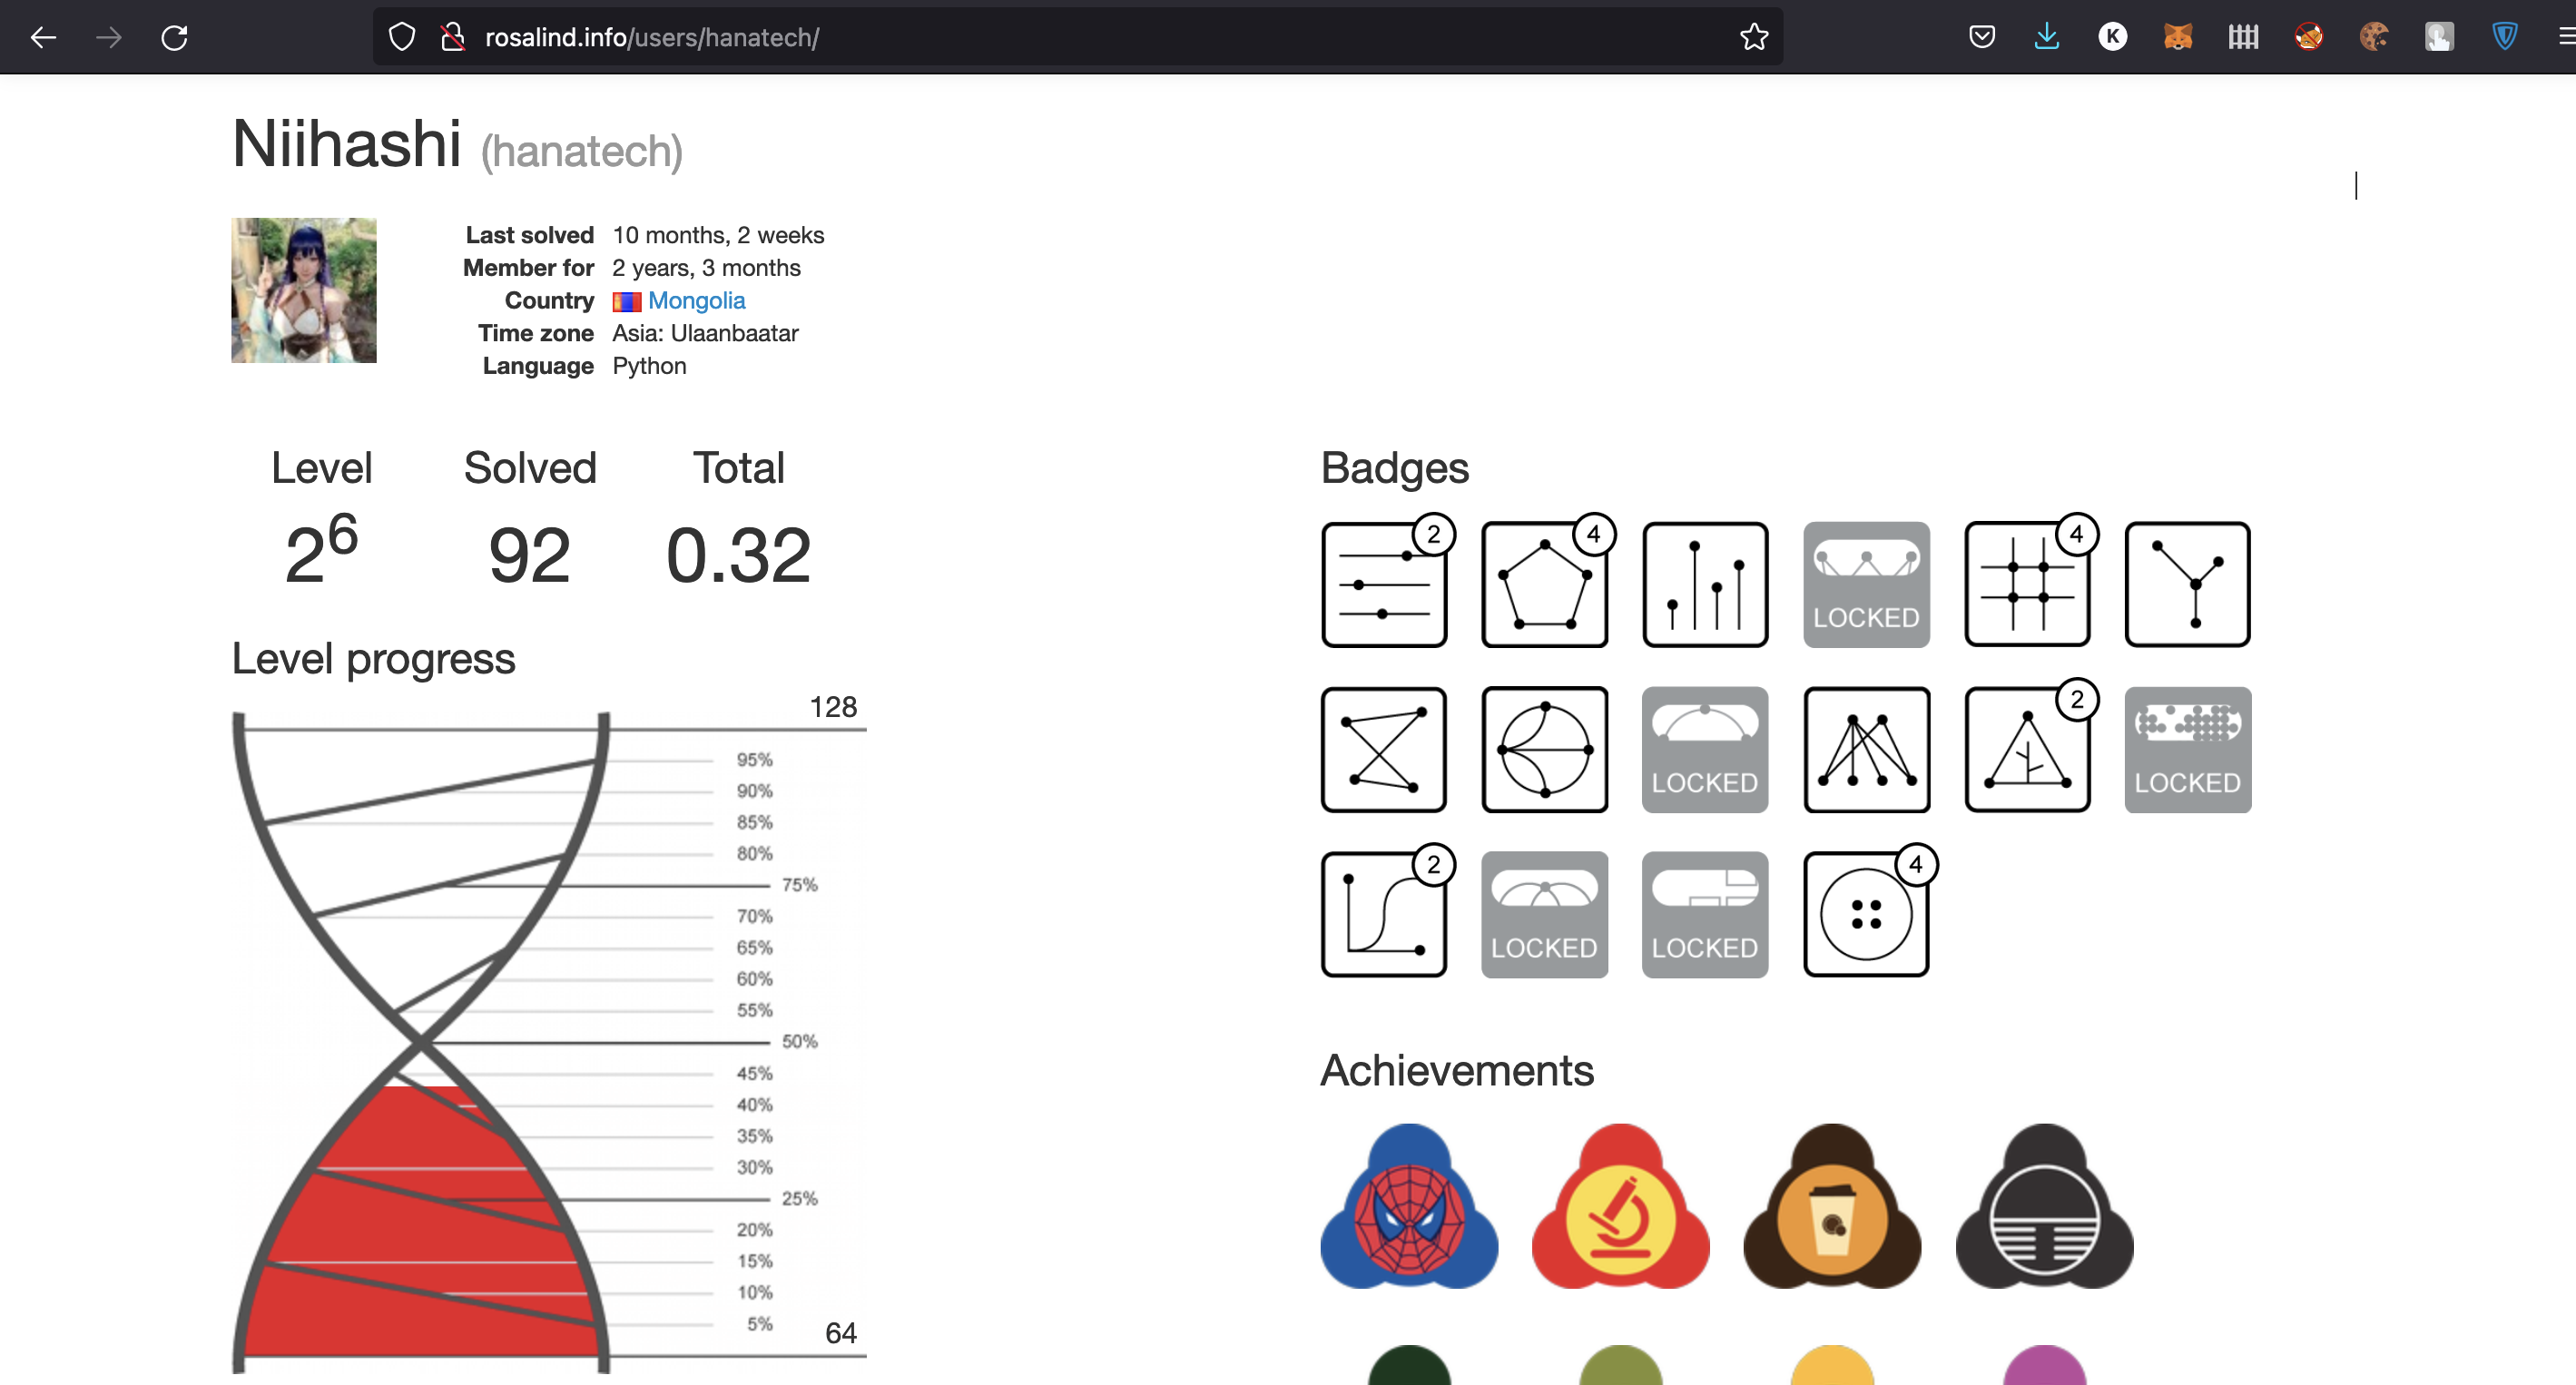 rosalind.info/users/hanatech/
K
Niihashi (hanatech)
Last solved 10 months, 2 weeks
Member for 2 years, 3 months
Country Mongolia
Time zone Asia: Ulaanbaatar
Language Python
Level Solved Total
2⁶ 92 0.32
Level progress
128
95%
90%
85%
80%
75%
70%
65%
60%
55%
50%
45%
40%
35%
30%
25%
20%
15%
10%
5%
64
Badges
2 4 4
LOCKED
2
LOCKED LOCKED
2 4
LOCKED LOCKED
Achievements